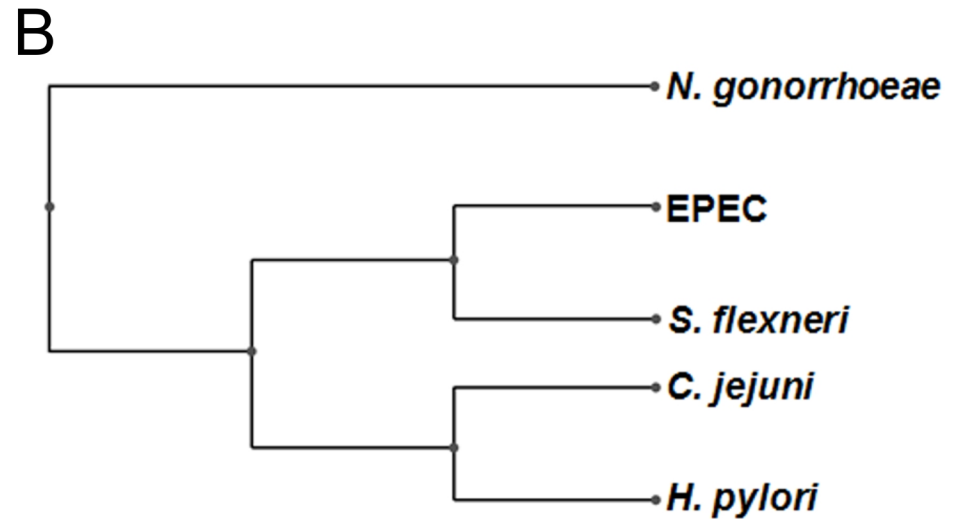 B
N. gonorrhoeae
EPEC
S. flexneri
C. jejuni
H. pylori